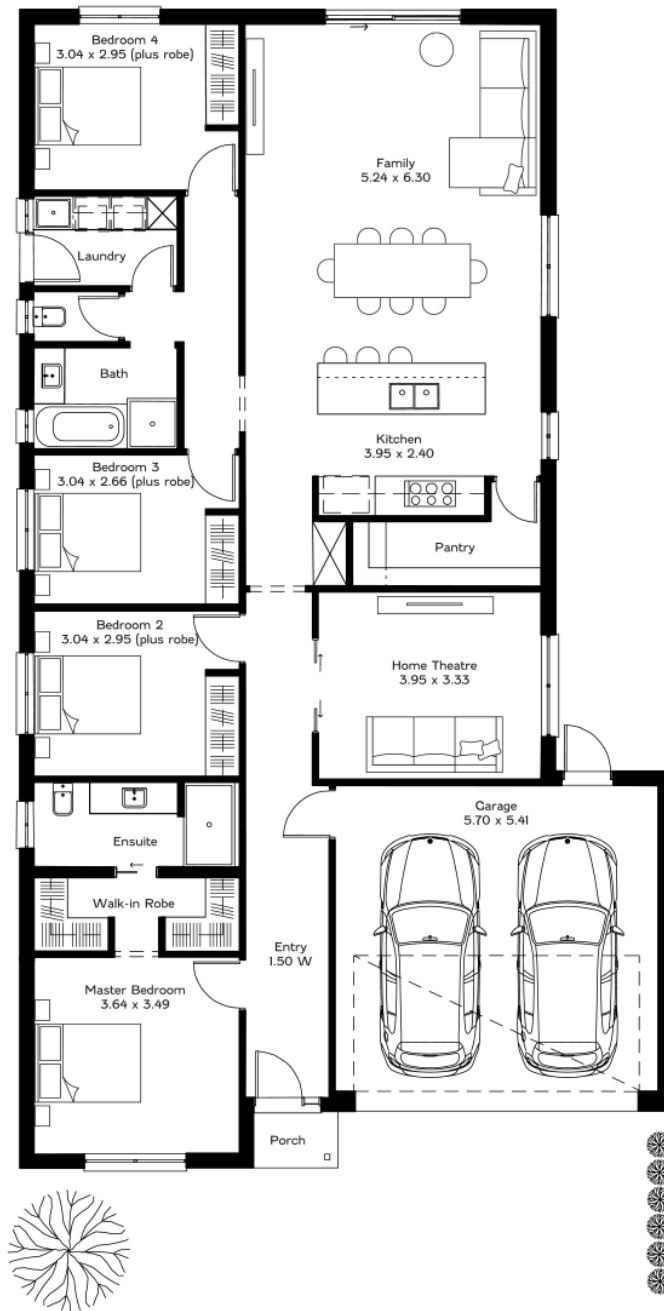 Bedroom 4
3.04 x 2.95 (plus robe)
Family
5.24 x 6.30
Laundry
Bath
Kitchen
3.95 x 2.40
Bedroom 3
3.04 x 2.66 (plus robe)
Pantry
Bedroom 2
3.04 x 2.95 (plus robe)
Home Theatre
3.95 x 3.33
Garage
5.70 x 5.41
Ensuite
Walk-in Robe
Entry
1.50 W
Master Bedroom
3.64 x 3.49
Porch